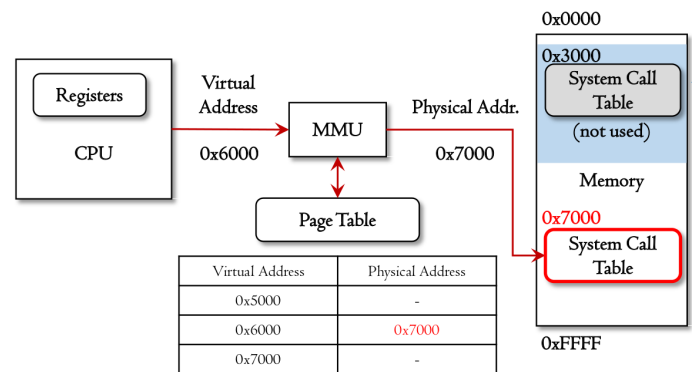 0x0000
0x3000
System Call
Table
(not used)
Registers
CPU
Virtual
Address
0x6000
MMU
Physical Addr.
0x7000
Memory
Page Table
0x7000
System Call
Table
Virtual Address Physical Address
0x5000 -
0x6000 0x7000
0x7000 -
0xFFFF